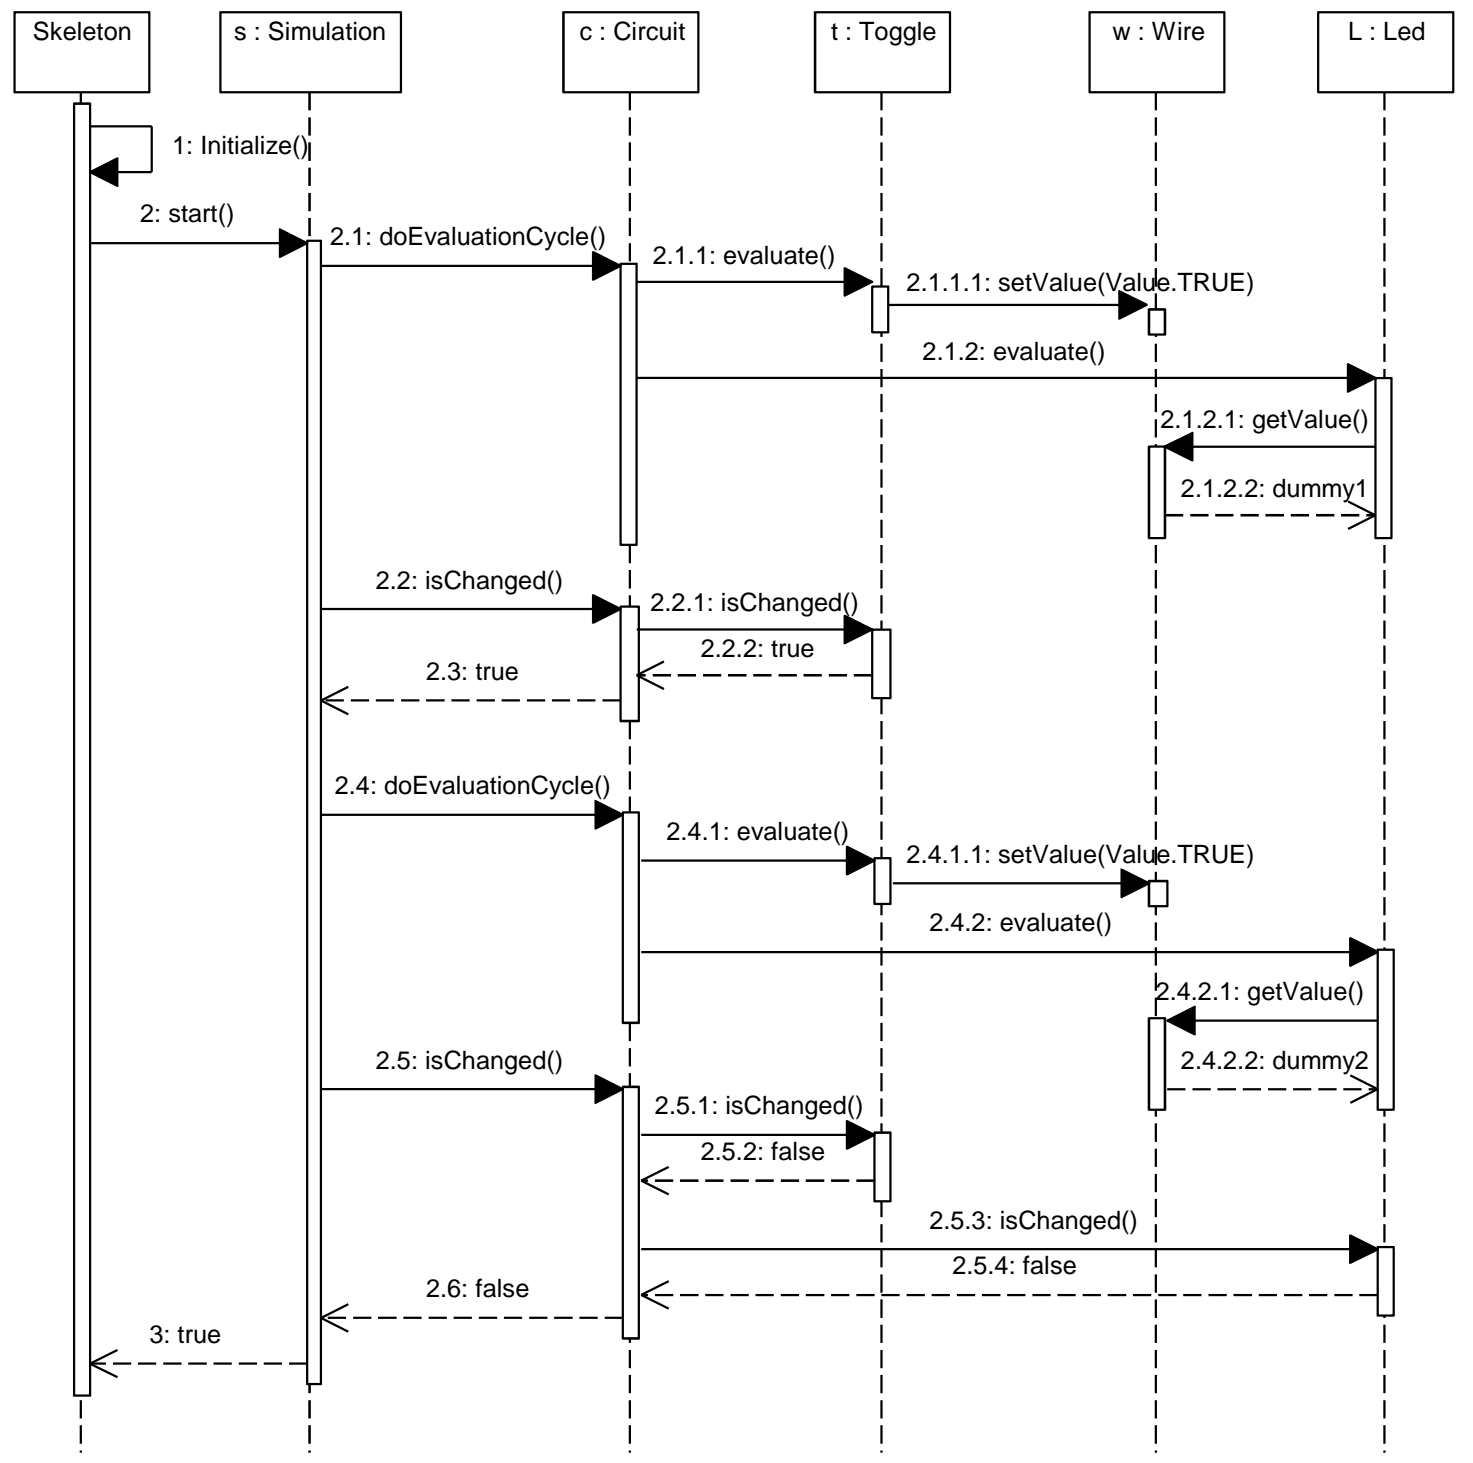 Skeleton
s : Simulation
c : Circuit
t : Toggle
w : Wire
L : Led
1: Initialize()
2: start()
2.1: doEvaluationCycle()
2.1.1: evaluate()
2.1.1.1: setValue(Value.TRUE)
2.1.2: evaluate()
2.1.2.1: getValue()
2.1.2.2: dummy1
2.2: isChanged()
2.2.1: isChanged()
2.2.2: true
2.3: true
2.4: doEvaluationCycle()
2.4.1: evaluate()
2.4.1.1: setValue(Value.TRUE)
2.4.2: evaluate()
2.4.2.1: getValue()
2.4.2.2: dummy2
2.5: isChanged()
2.5.1: isChanged()
2.5.2: false
2.5.3: isChanged()
2.5.4: false
2.6: false
3: true